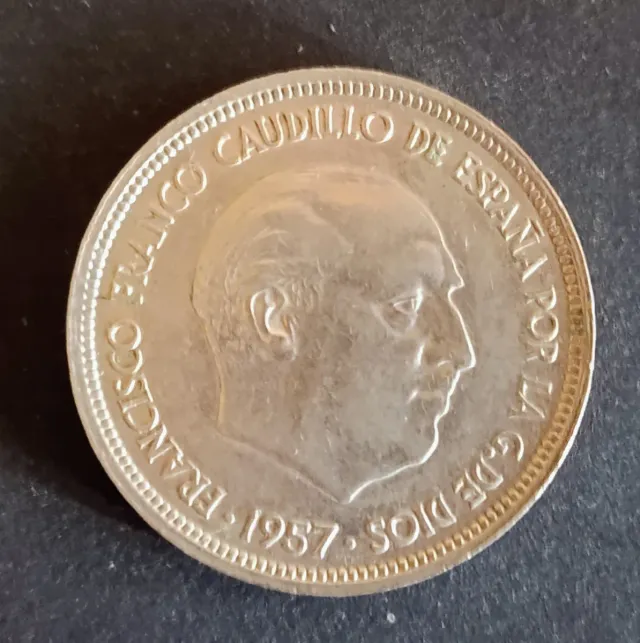 · FRANCISCO FRANCO CAUDILLO DE ESPAÑA POR LA G. DE DIOS ·
1957